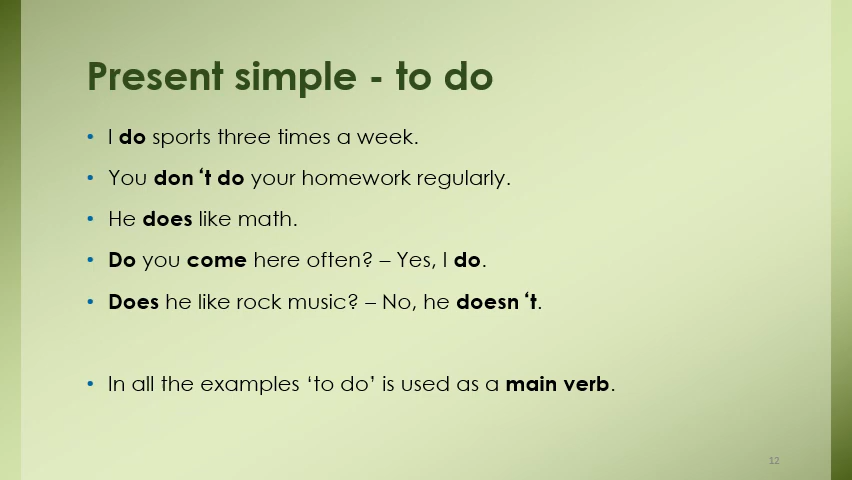 Present simple - to do
• I do sports three times a week.
• You don ‘t do your homework regularly.
• He does like math.
• Do you come here often? – Yes, I do.
• Does he like rock music? – No, he doesn ‘t.
• In all the examples ‘to do’ is used as a main verb.
12